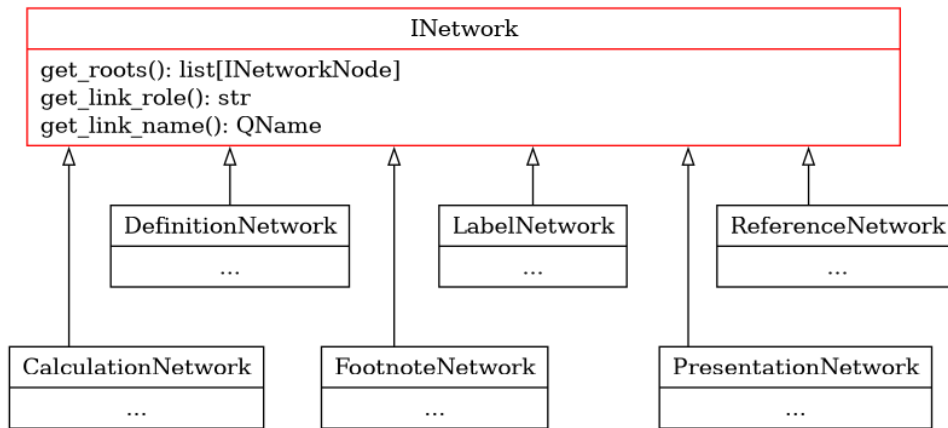 INetwork
get_roots(): list[INetworkNode]
get_link_role(): str
get_link_name(): QName
DefinitionNetwork
...
LabelNetwork
...
ReferenceNetwork
...
CalculationNetwork
...
FootnoteNetwork
...
PresentationNetwork
...